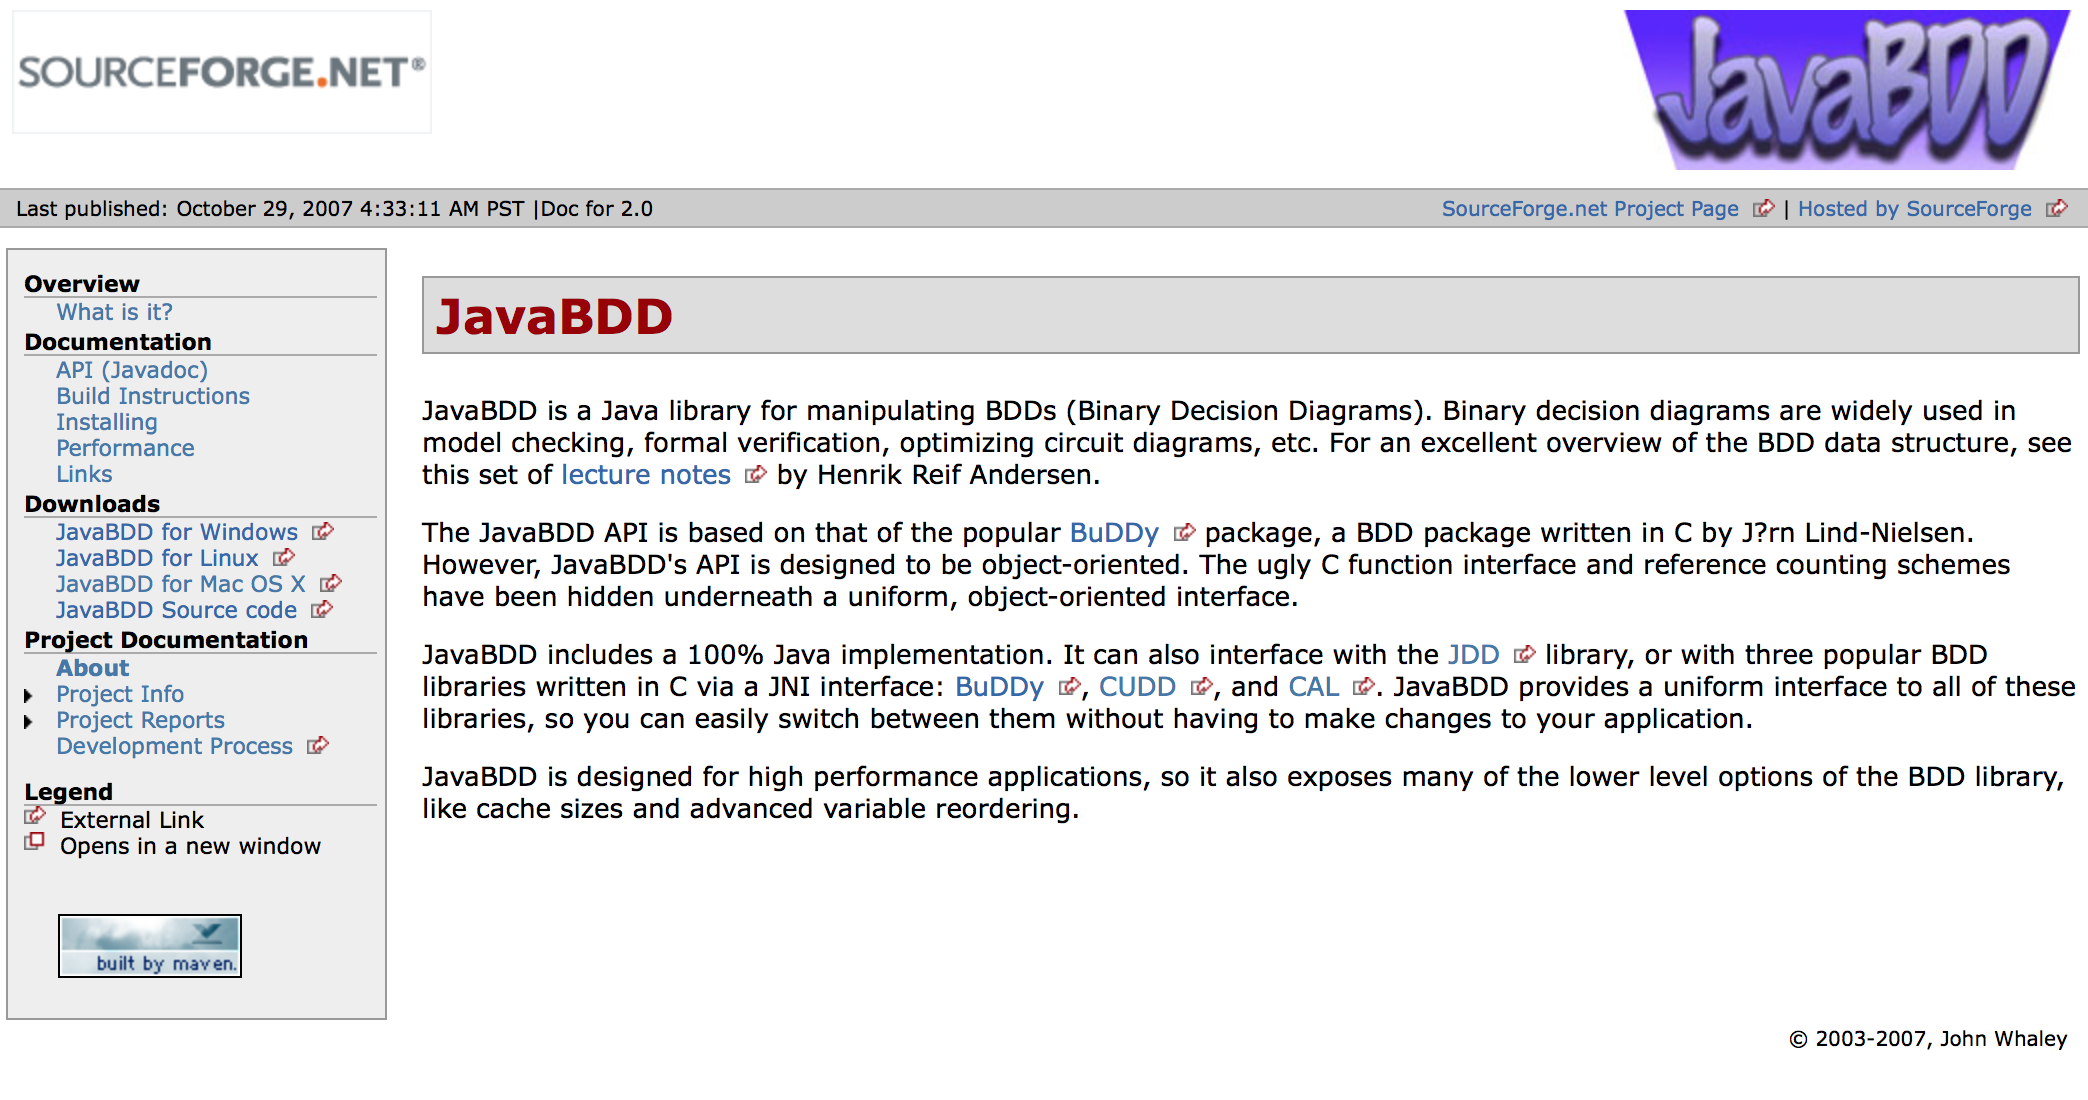 SOURCEFORGE.NET®
JavaBDD
Last published: October 29, 2007 4:33:11 AM PST |Doc for 2.0
SourceForge.net Project Page | Hosted by SourceForge
Overview
What is it?
Documentation
API (Javadoc)
Build Instructions
Installing
Performance
Links
Downloads
JavaBDD for Windows
JavaBDD for Linux
JavaBDD for Mac OS X
JavaBDD Source code
Project Documentation
About
Project Info
Project Reports
Development Process
Legend
External Link
Opens in a new window
built by maven.
JavaBDD
JavaBDD is a Java library for manipulating BDDs (Binary Decision Diagrams). Binary decision diagrams are widely used in
model checking, formal verification, optimizing circuit diagrams, etc. For an excellent overview of the BDD data structure, see
this set of lecture notes by Henrik Reif Andersen.
The JavaBDD API is based on that of the popular BuDDy package, a BDD package written in C by J?rn Lind-Nielsen.
However, JavaBDD's API is designed to be object-oriented. The ugly C function interface and reference counting schemes
have been hidden underneath a uniform, object-oriented interface.
JavaBDD includes a 100% Java implementation. It can also interface with the JDD library, or with three popular BDD
libraries written in C via a JNI interface: BuDDy, CUDD, and CAL. JavaBDD provides a uniform interface to all of these
libraries, so you can easily switch between them without having to make changes to your application.
JavaBDD is designed for high performance applications, so it also exposes many of the lower level options of the BDD library,
like cache sizes and advanced variable reordering.
© 2003-2007, John Whaley